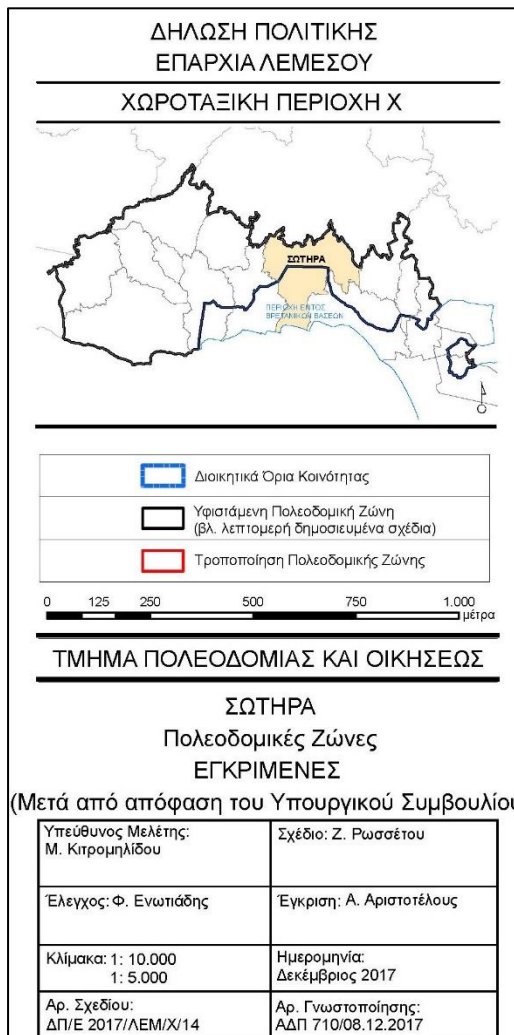 ΔΗΛΩΣΗ ΠΟΛΙΤΙΚΗΣ
ΕΠΑΡΧΙΑ ΛΕΜΕΣΟΥ
ΧΩΡΟΤΑΞΙΚΗ ΠΕΡΙΟΧΗ Χ
ΣΩΤΗΡΑ
ΠΕΡΙΟΧΗ ΕΝΤΟΣ
ΒΡΕΤΑΝΙΚΩΝ ΒΑΣΕΩΝ
Διοικητικά Όρια Κοινότητας
Υφιστάμενη Πολεοδομική Ζώνη
(βλ. λεπτομερή δημοσιευμένα σχέδια)
Τροποποίηση Πολεοδομικής Ζώνης
0 125 250 500 750 1.000
μέτρα
ΤΜΗΜΑ ΠΟΛΕΟΔΟΜΙΑΣ ΚΑΙ ΟΙΚΗΣΕΩΣ
ΣΩΤΗΡΑ
Πολεοδομικές Ζώνες
ΕΓΚΡΙΜΕΝΕΣ
(Μετά από απόφαση του Υπουργικού Συμβουλίου
Υπεύθυνος Μελέτης:
Μ. Κιτρομηλίδου
Σχέδιο: Ζ. Ρωσσέτου
Έλεγχος: Φ. Ενωτιάδης
Έγκριση: Α. Αριστοτέλους
Κλίμακα: 1: 10.000
1: 5.000
Ημερομηνία:
Δεκέμβριος 2017
Αρ. Σχεδίου:
ΔΠ/Ε 2017/ΛΕΜ/Χ/14
Αρ. Γνωστοποίησης:
ΑΔΠ 710/08.12.2017